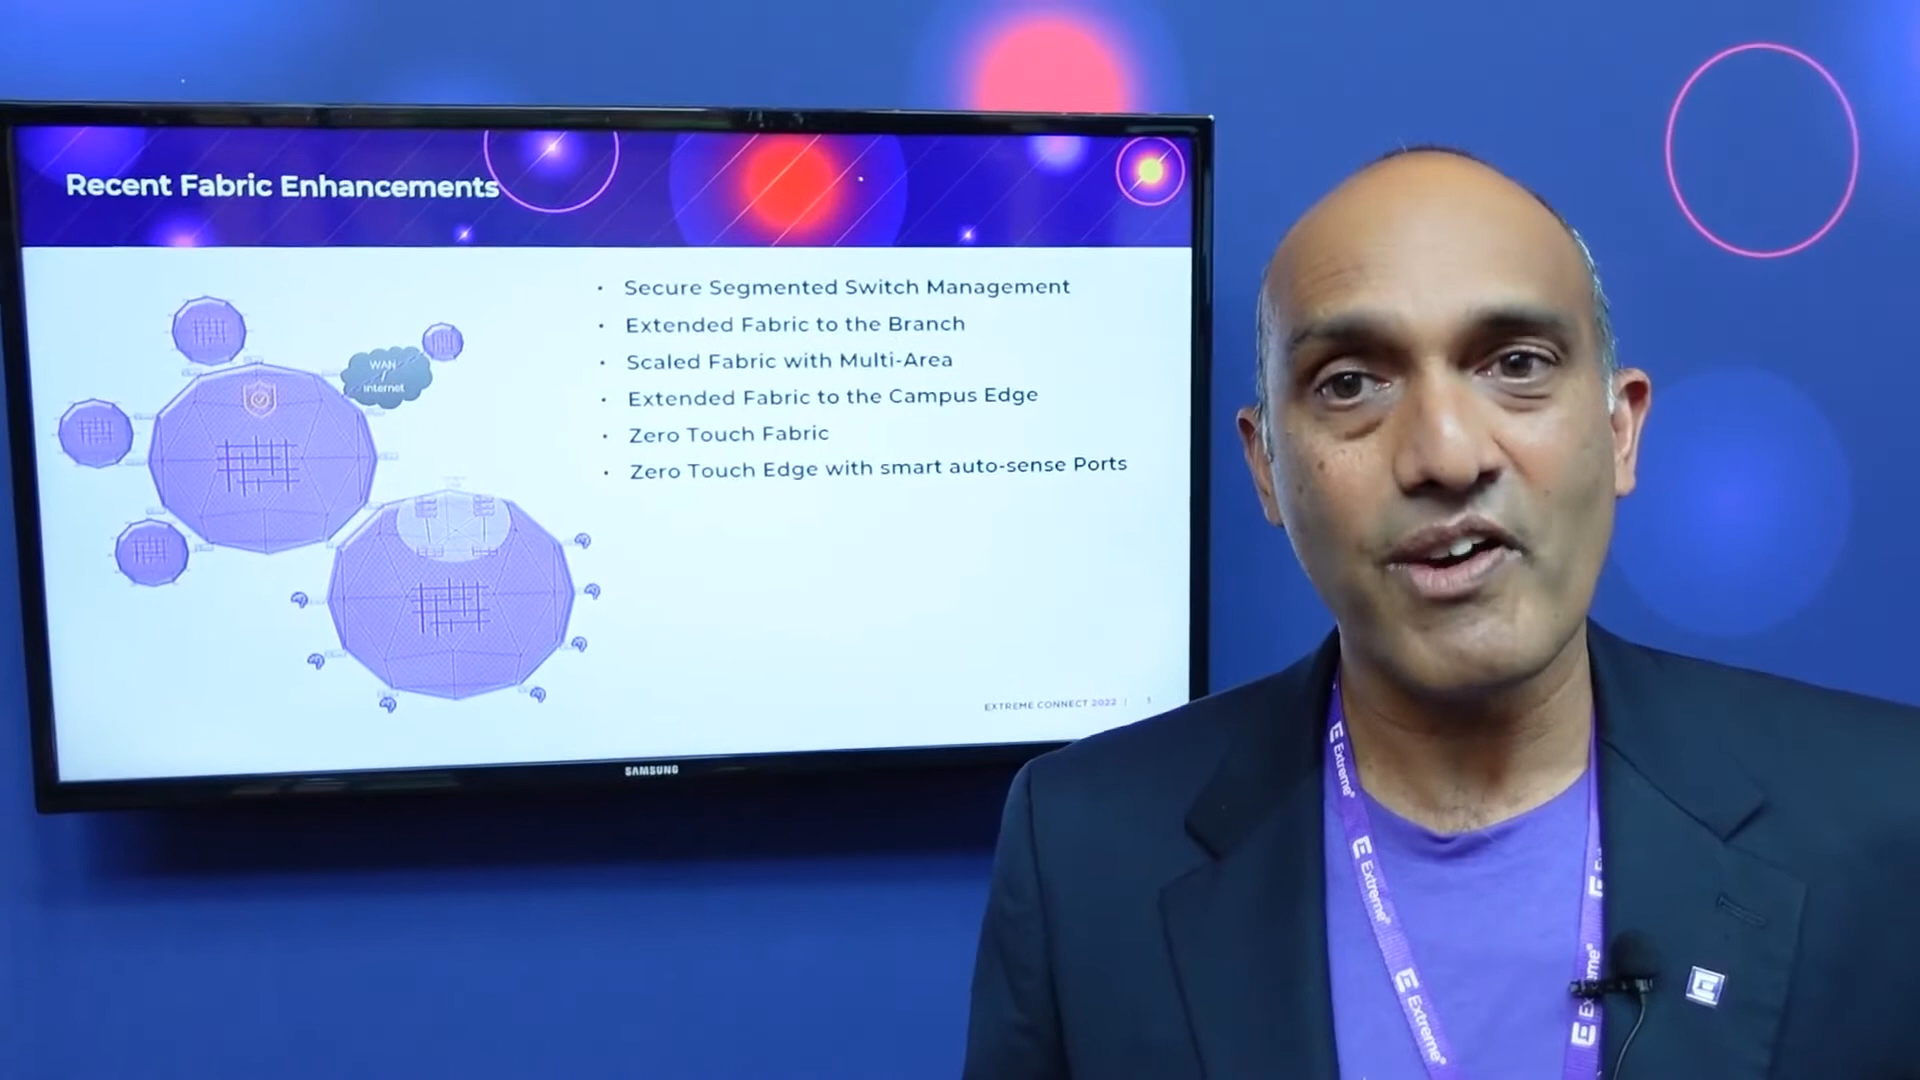 Recent Fabric Enhancements
• Secure Segmented Switch Management
• Extended Fabric to the Branch
• Scaled Fabric with Multi-Area
• Extended Fabric to the Campus Edge
• Zero Touch Fabric
• Zero Touch Edge with smart auto-sense Ports
WAN
/
Internet
EXTREME CONNECT 2022 |
SAMSUNG
Extreme®
Extreme®
Extreme®
Extreme®